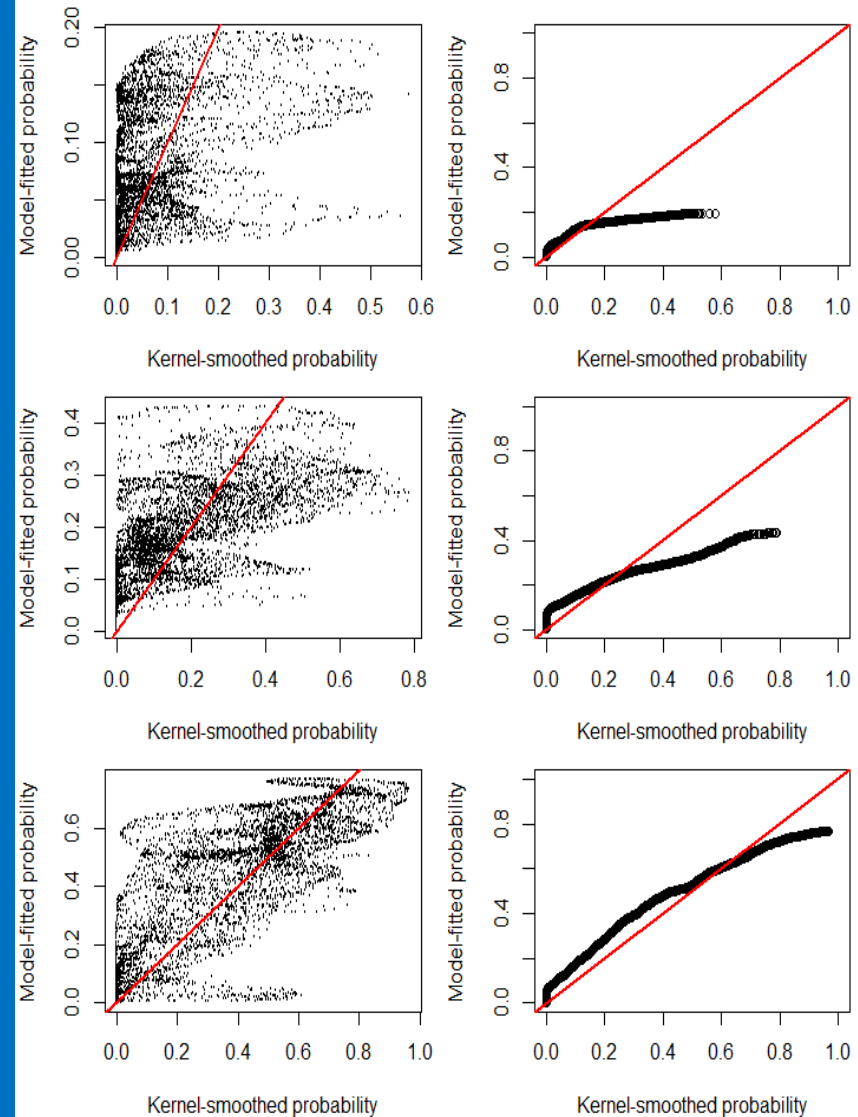 Model-fitted probability
0.00 0.10 0.20
0.0 0.1 0.2 0.3 0.4 0.5 0.6
Kernel-smoothed probability
Model-fitted probability
0.0 0.4 0.8
0.0 0.2 0.4 0.6 0.8 1.0
Kernel-smoothed probability
Model-fitted probability
0.0 0.1 0.2 0.3 0.4
0.0 0.2 0.4 0.6 0.8
Kernel-smoothed probability
Model-fitted probability
0.0 0.4 0.8
0.0 0.2 0.4 0.6 0.8 1.0
Kernel-smoothed probability
Model-fitted probability
0.0 0.2 0.4 0.6
0.0 0.2 0.4 0.6 0.8 1.0
Kernel-smoothed probability
Model-fitted probability
0.0 0.4 0.8
0.0 0.2 0.4 0.6 0.8 1.0
Kernel-smoothed probability